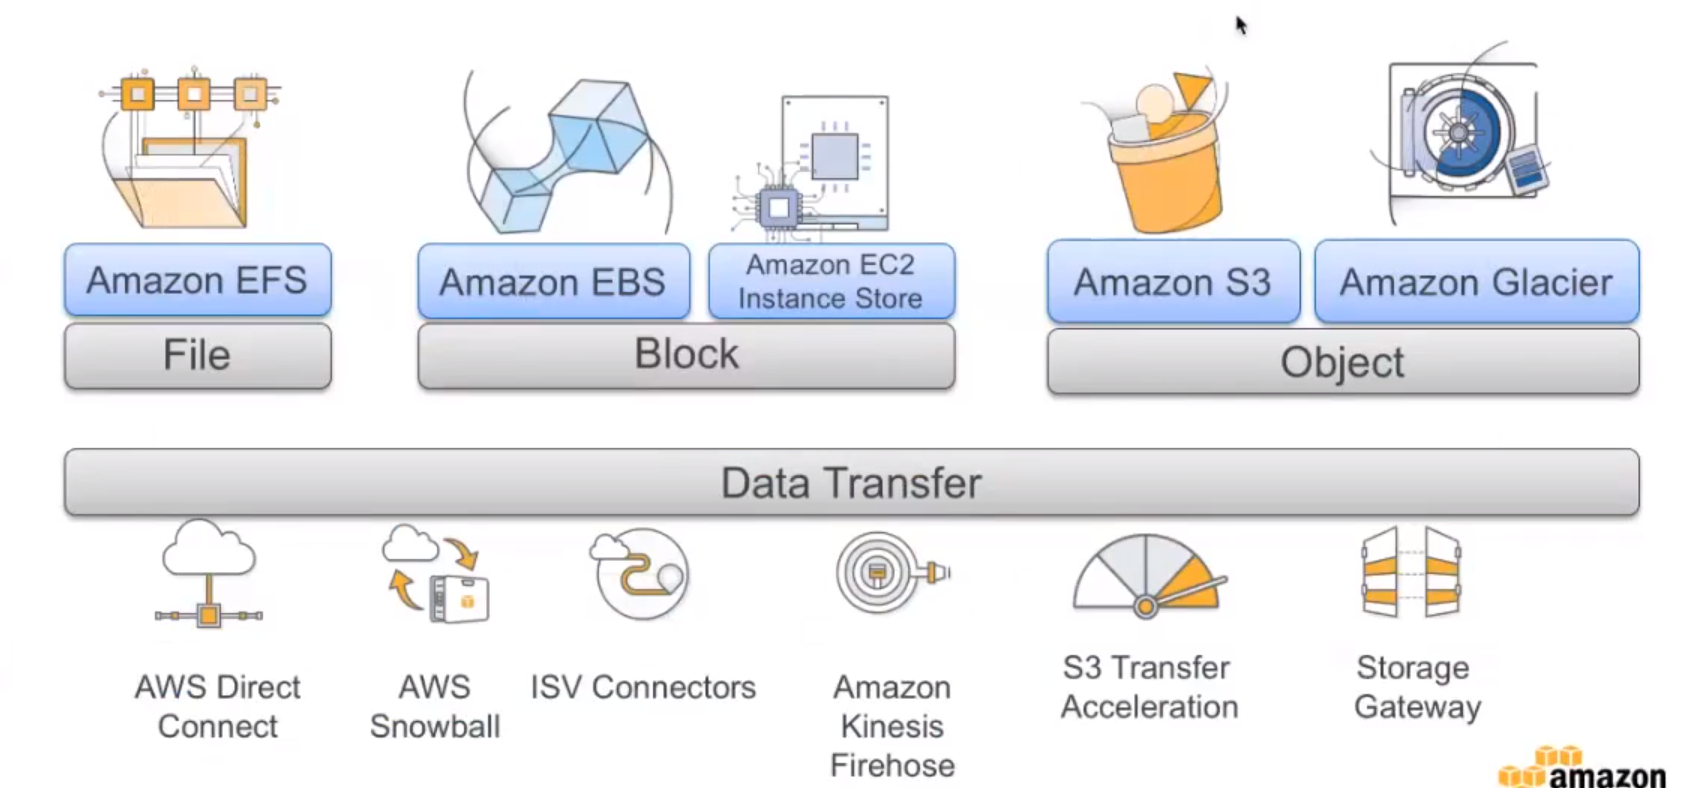 Amazon EFS
Amazon EBS
Amazon EC2
Instance Store
Amazon S3
Amazon Glacier
File
Block
Object
Data Transfer
AWS Direct
Connect
AWS
Snowball
ISV Connectors
Amazon
Kinesis
Firehose
S3 Transfer
Acceleration
Storage
Gateway
amazon